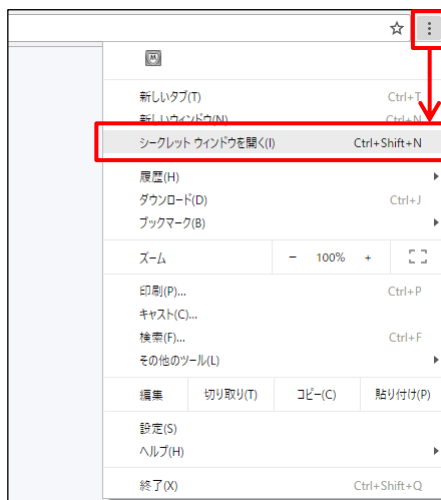 新しいタブ(T) Ctrl+T
新しいウィンドウ(N) Ctrl+N
シークレット ウィンドウを開く(I) Ctrl+Shift+N
履歴(H)
ダウンロード(D) Ctrl+J
ブックマーク(B)
ズーム − 100% +
印刷(P)... Ctrl+P
キャスト(C)...
検索(F)... Ctrl+F
その他のツール(L)
編集 切り取り(T) コピー(C) 貼り付け(P)
設定(S)
ヘルプ(H)
終了(X) Ctrl+Shift+Q